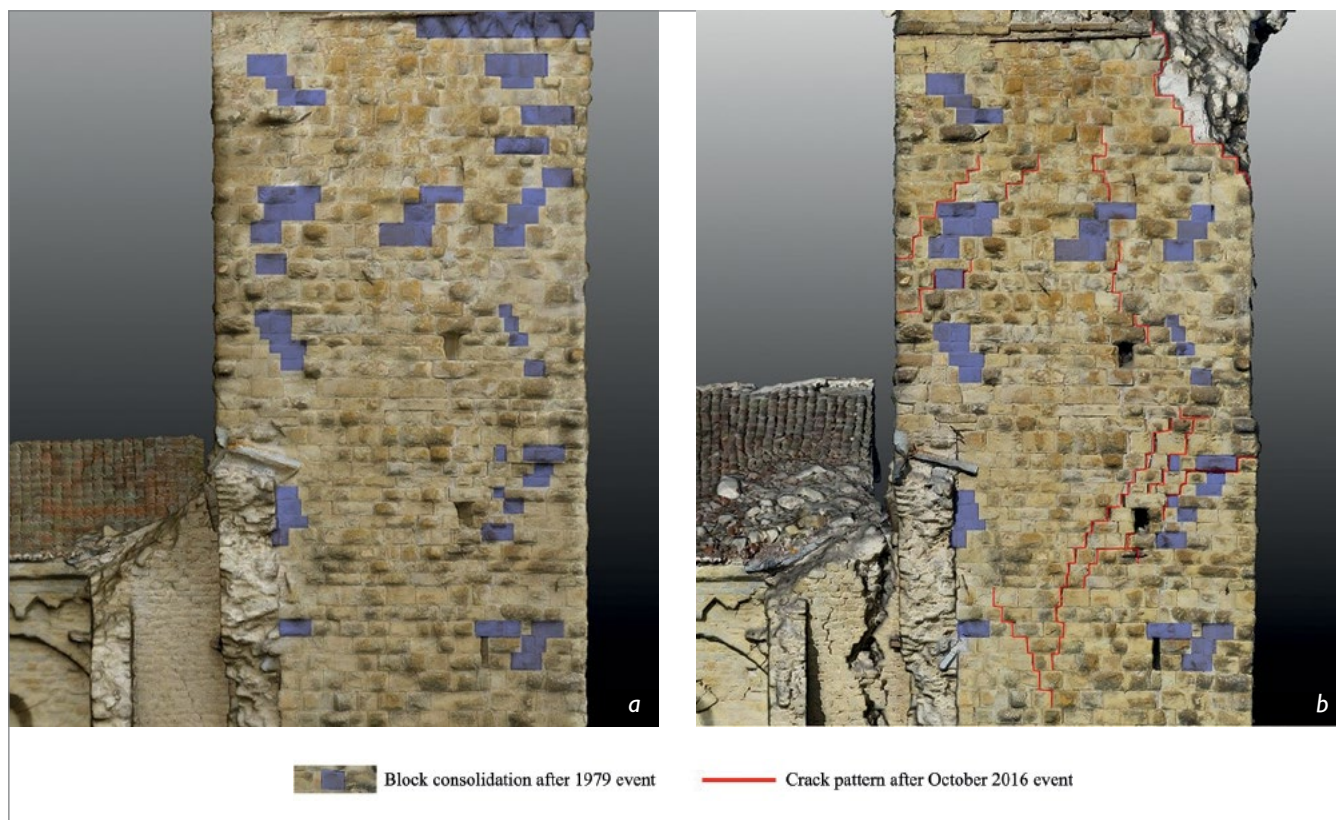 a
b
Block consolidation after 1979 event
Crack pattern after October 2016 event